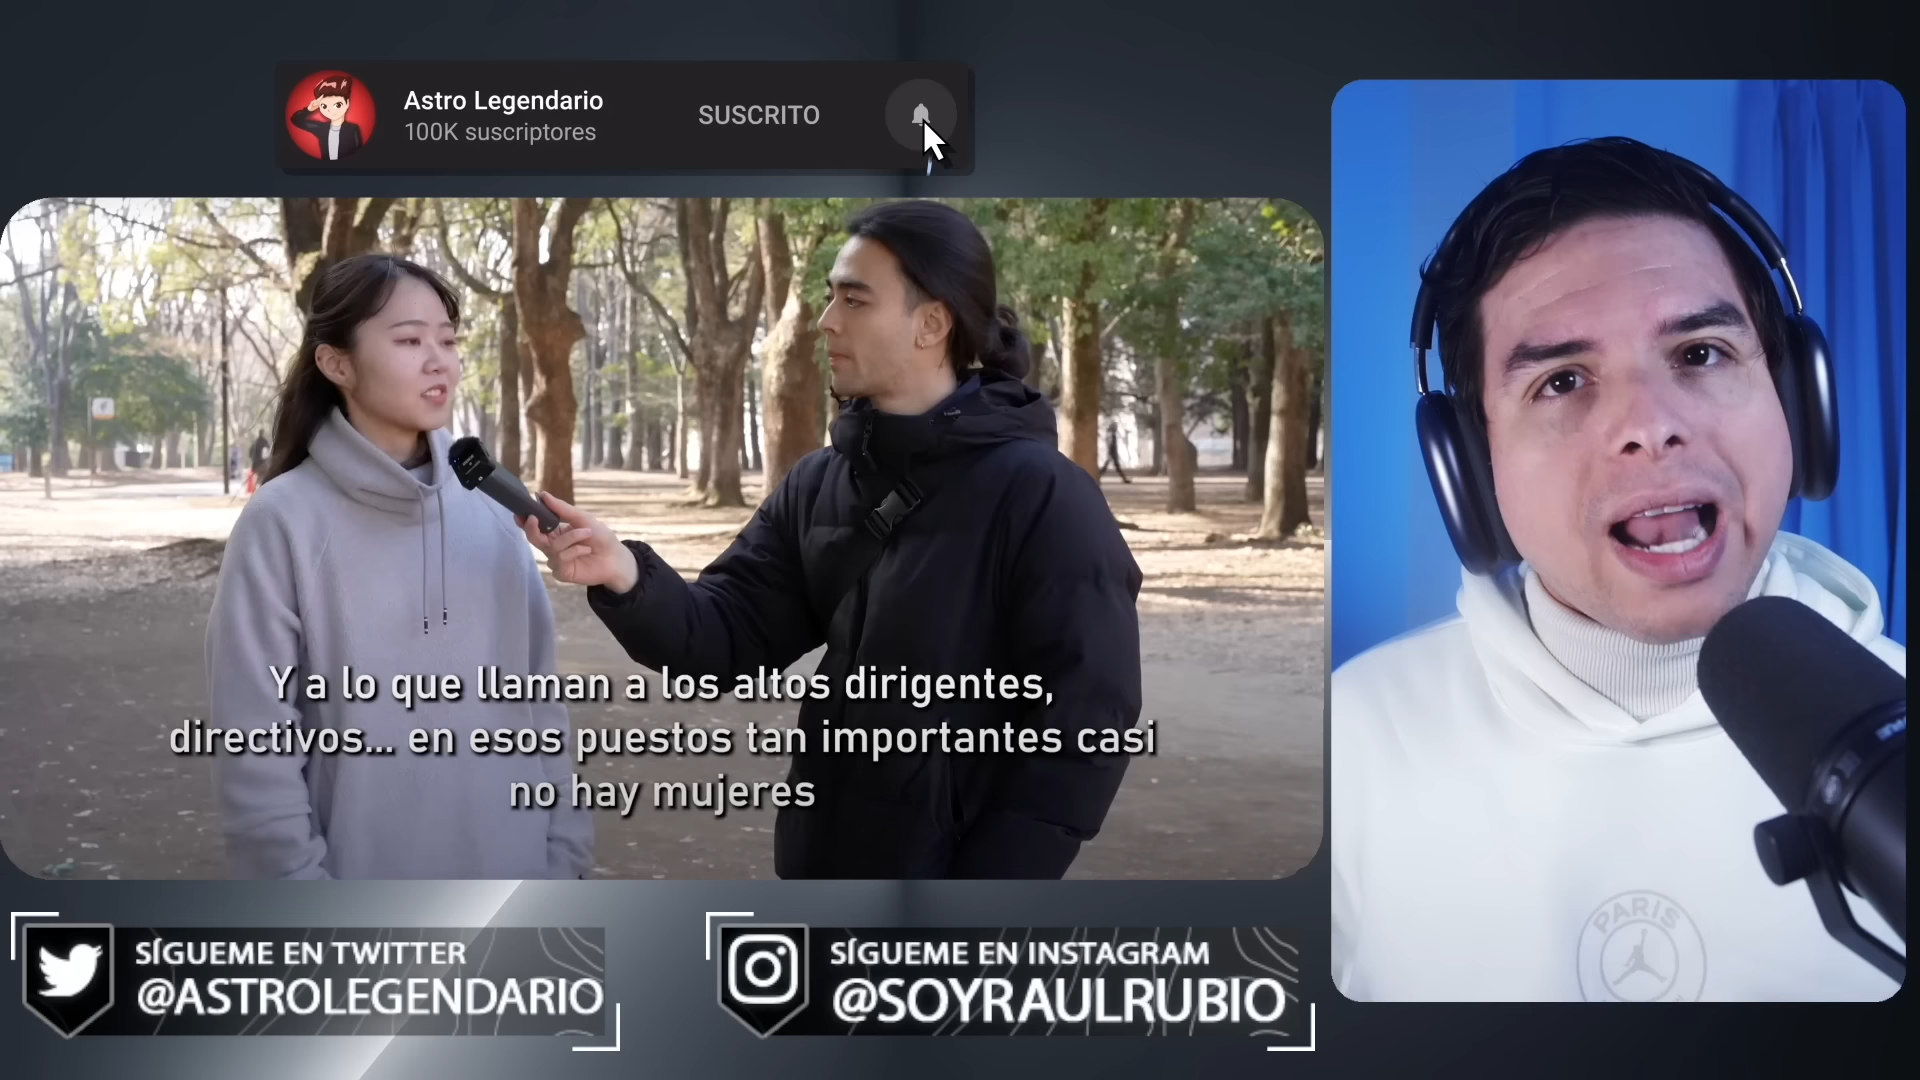 Astro Legendario
100K suscriptores
SUSCRITO
Y a lo que llaman a los altos dirigentes,
directivos... en esos puestos tan importantes casi
no hay mujeres
SÍGUEME EN TWITTER
@ASTROLEGENDARIO
SÍGUEME EN INSTAGRAM
@SOYRAULRUBIO
PARIS